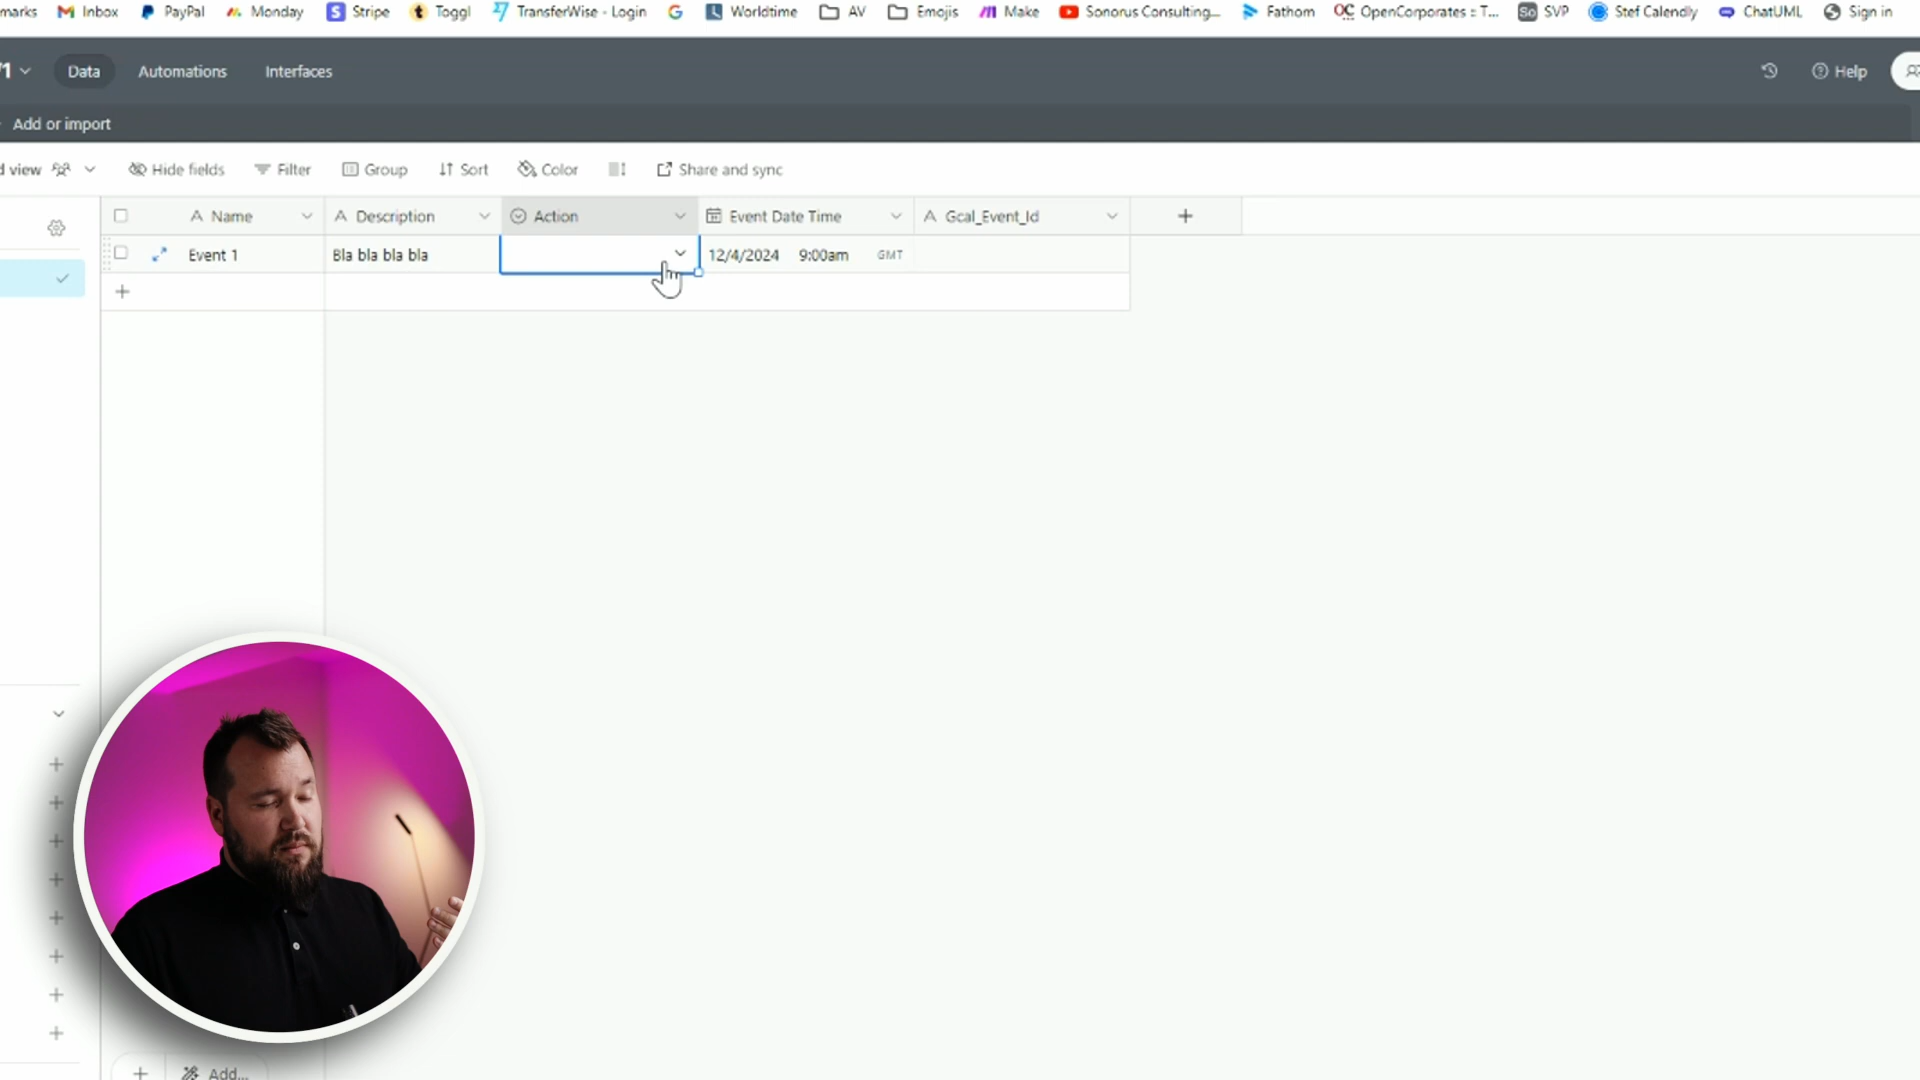 marks Inbox PayPal Monday Stripe Toggl TransferWise - Login Worldtime AV Emojis Make Sonorus Consulting... Fathom OpenCorporates :: T... SVP Stef Calendly ChatUML Sign in
Data Automations Interfaces Help
Add or import
d view Hide fields Filter Group Sort Color Share and sync
Name Description Action Event Date Time Gcal_Event_Id
Event 1 Bla bla bla bla 12/4/2024 9:00am GMT
Add...